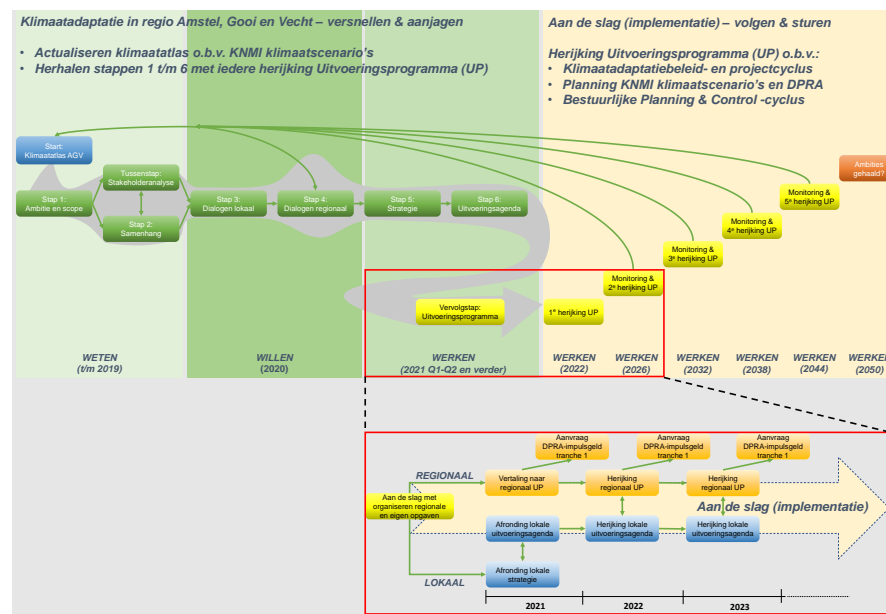 Klimaatadaptatie in regio Amstel, Gooi en Vecht – versnellen & aanjagen
• Actualiseren klimaatatlas o.b.v. KNMI klimaatscenario's
• Herhalen stappen 1 t/m 6 met iedere herijking Uitvoeringsprogramma (UP)
Aan de slag (implementatie) – volgen & sturen
Herijking Uitvoeringsprogramma (UP) o.b.v.:
• Klimaatadaptatiebeleid- en projectcyclus
• Planning KNMI klimaatscenario's en DPRA
• Bestuurlijke Planning & Control -cyclus
Start:
Klimaatatlas AGV
Tussenstap:
Stakeholderanalyse
Stap 1:
Ambitie en scope
Stap 2:
Samenhang
Stap 3:
Dialogen lokaal
Stap 4:
Dialogen regionaal
Stap 5:
Strategie
Stap 6:
Uitvoeringsagenda
Vervolgstap:
Uitvoeringsprogramma
1e herijking UP
Monitoring &
2e herijking UP
Monitoring &
3e herijking UP
Monitoring &
4e herijking UP
Monitoring &
5e herijking UP
Ambities
gehaald?
WETEN
(t/m 2019)
WILLEN
(2020)
WERKEN
(2021 Q1-Q2 en verder)
WERKEN
(2022)
WERKEN
(2026)
WERKEN
(2032)
WERKEN
(2038)
WERKEN
(2044)
WERKEN
(2050)
Aanvraag
DPRA-impulsgeld
tranche 1
Aanvraag
DPRA-impulsgeld
tranche 1
Aanvraag
DPRA-impulsgeld
tranche 1
REGIONAAL
Vertaling naar
regionaal UP
Herijking
regionaal UP
Herijking
regionaal UP
Aan de slag met
organiseren regionale
en eigen opgaven
Aan de slag (implementatie)
Afronding lokale
uitvoeringsagenda
Herijking lokale
uitvoeringsagenda
Herijking lokale
uitvoeringsagenda
Afronding lokale
strategie
LOKAAL
2021
2022
2023